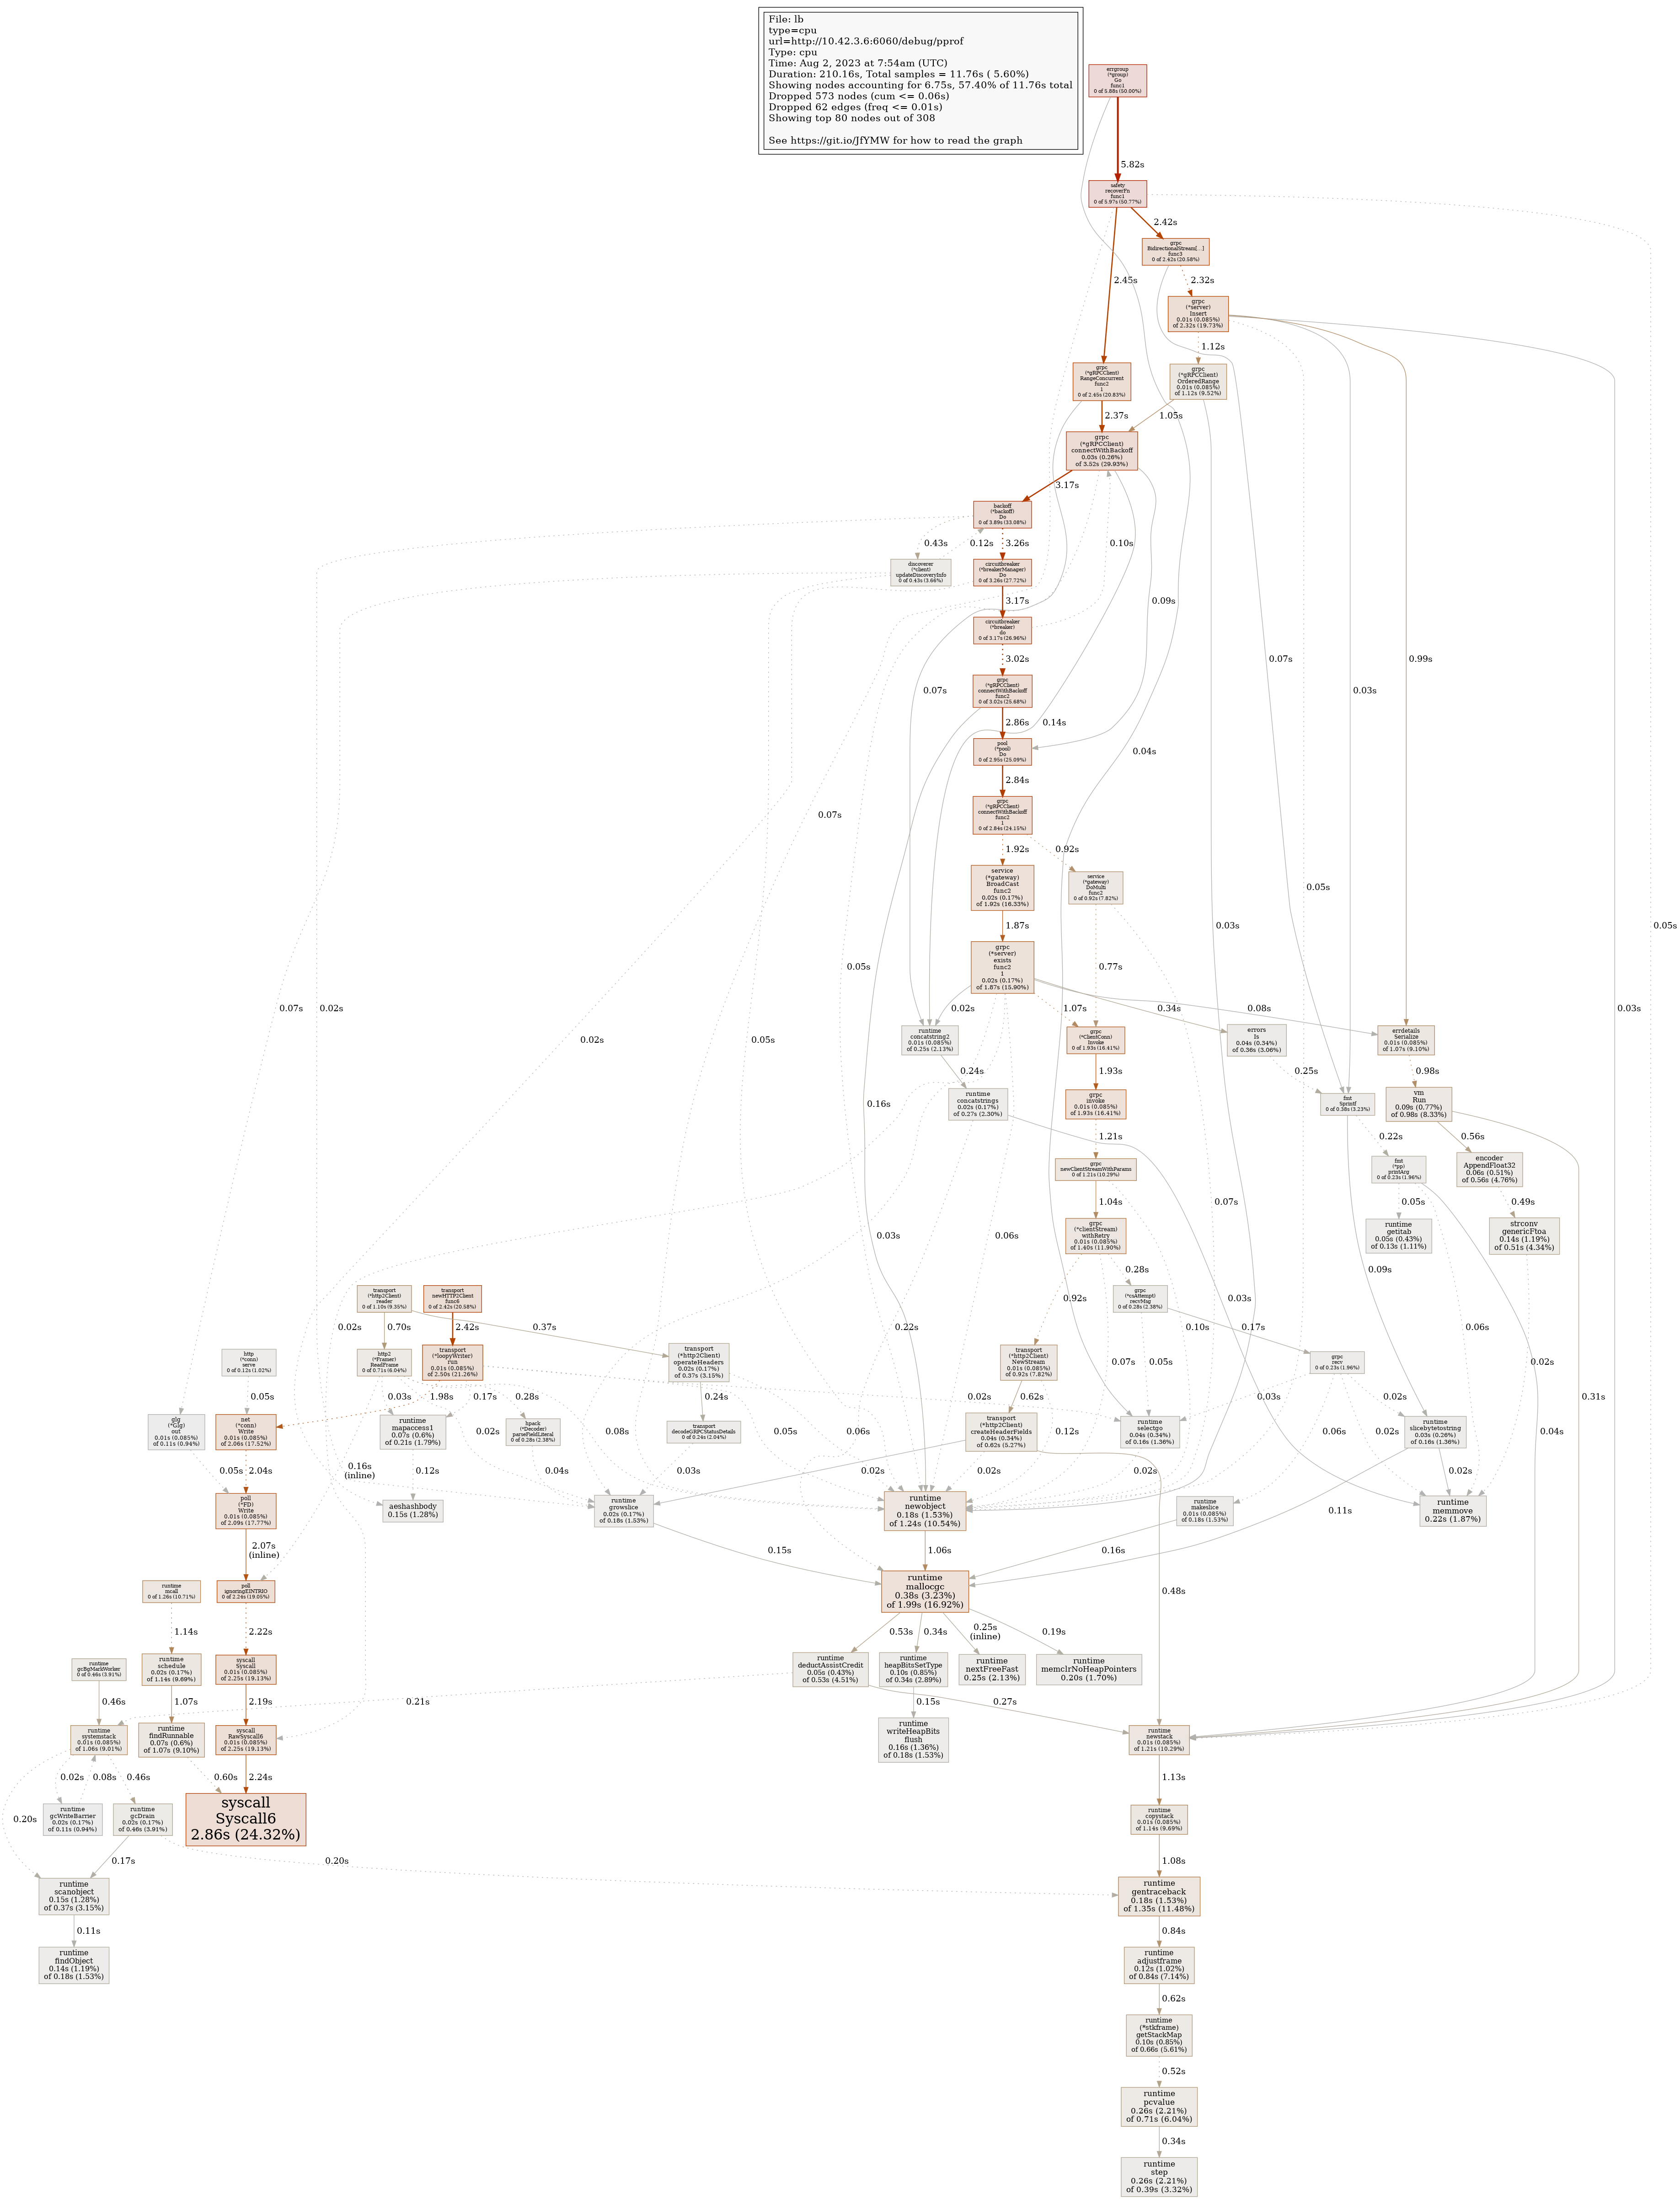 File: lb
type=cpu
url=http://10.42.3.6:6060/debug/pprof
Type: cpu
Time: Aug 2, 2023 at 7:54am (UTC)
Duration: 210.16s, Total samples = 11.76s ( 5.60%)
Showing nodes accounting for 6.75s, 57.40% of 11.76s total
Dropped 573 nodes (cum <= 0.06s)
Dropped 62 edges (freq <= 0.01s)
Showing top 80 nodes out of 308
See https://git.io/JfYMW for how to read the graph
errgroup
(*group)
Go
func1
0 of 5.88s (50.00%)
5.82s
safety
recoverFn
func1
0 of 5.97s (50.77%)
2.42s
grpc
BidirectionalStream[…]
func3
0 of 2.42s (20.58%)
2.45s
2.32s
grpc
(*server)
Insert
0.01s (0.085%)
of 2.32s (19.73%)
1.12s
grpc
(*gRPCClient)
RangeConcurrent
func2
1
0 of 2.45s (20.83%)
grpc
(*gRPCClient)
OrderedRange
0.01s (0.085%)
of 1.12s (9.52%)
2.37s
1.05s
grpc
(*gRPCClient)
connectWithBackoff
0.03s (0.26%)
of 3.52s (29.93%)
0.07s
0.03s
0.99s
3.17s
backoff
(*backoff)
Do
0 of 3.89s (33.08%)
0.43s
0.12s
3.26s
0.10s
discoverer
(*client)
updateDiscoveryInfo
0 of 0.43s (3.66%)
circuitbreaker
(*breakerManager)
Do
0 of 3.26s (27.72%)
3.17s
0.09s
circuitbreaker
(*breaker)
do
0 of 3.17s (26.96%)
3.02s
grpc
(*gRPCClient)
connectWithBackoff
func2
0 of 3.02s (25.68%)
0.07s
2.86s
0.14s
pool
(*pool)
Do
0 of 2.95s (25.09%)
0.04s
2.84s
grpc
(*gRPCClient)
connectWithBackoff
func2
1
0 of 2.84s (24.15%)
0.07s
1.92s
0.92s
service
(*gateway)
BroadCast
func2
0.02s (0.17%)
of 1.92s (16.33%)
service
(*gateway)
DoMulti
func2
0 of 0.92s (7.82%)
0.05s
1.87s
0.03s
0.05s
grpc
(*server)
exists
func2
1
0.02s (0.17%)
of 1.87s (15.90%)
0.05s
0.77s
0.07s
0.02s
0.02s
1.07s
0.34s
0.08s
0.03s
0.02s
0.05s
runtime
concatstring2
0.01s (0.085%)
of 0.25s (2.13%)
grpc
(*ClientConn)
Invoke
0 of 1.93s (16.41%)
errors
Is
0.04s (0.34%)
of 0.36s (3.06%)
errdetails
Serialize
0.01s (0.085%)
of 1.07s (9.10%)
0.24s
1.93s
0.25s
0.98s
runtime
concatstrings
0.02s (0.17%)
of 0.27s (2.30%)
grpc
invoke
0.01s (0.085%)
of 1.93s (16.41%)
fmt
Sprintf
0 of 0.38s (3.23%)
vm
Run
0.09s (0.77%)
of 0.98s (8.33%)
0.16s
1.21s
0.22s
0.56s
grpc
newClientStreamWithParams
0 of 1.21s (10.29%)
fmt
(*pp)
printArg
0 of 0.23s (1.96%)
encoder
AppendFloat32
0.06s (0.51%)
of 0.56s (4.76%)
1.04s
0.07s
0.05s
0.49s
0.03s
0.06s
grpc
(*clientStream)
withRetry
0.01s (0.085%)
of 1.40s (11.90%)
runtime
getitab
0.05s (0.43%)
of 0.13s (1.11%)
strconv
genericFtoa
0.14s (1.19%)
of 0.51s (4.34%)
0.28s
0.09s
transport
(*http2Client)
reader
0 of 1.10s (9.35%)
transport
newHTTP2Client
func6
0 of 2.42s (20.58%)
grpc
(*csAttempt)
recvMsg
0 of 0.28s (2.38%)
0.92s
0.03s
0.02s
0.70s
2.42s
0.37s
0.22s
0.10s
0.17s
0.06s
0.02s
http
(*conn)
serve
0 of 0.12s (1.02%)
http2
(*Framer)
ReadFrame
0 of 0.71s (6.04%)
transport
(*loopyWriter)
run
0.01s (0.085%)
of 2.50s (21.26%)
transport
(*http2Client)
operateHeaders
0.02s (0.17%)
of 0.37s (3.15%)
transport
(*http2Client)
NewStream
0.01s (0.085%)
of 0.92s (7.82%)
grpc
recv
0 of 0.23s (1.96%)
0.07s
0.05s
0.05s
0.03s
1.98s
0.17s
0.28s
0.24s
0.02s
0.62s
0.03s
0.02s
0.04s
0.31s
glg
(*Glg)
out
0.01s (0.085%)
of 0.11s (0.94%)
net
(*conn)
Write
0.01s (0.085%)
of 2.06s (17.52%)
runtime
mapaccess1
0.07s (0.6%)
of 0.21s (1.79%)
hpack
(*Decoder)
parseFieldLiteral
0 of 0.28s (2.38%)
transport
decodeGRPCStatusDetails
0 of 0.24s (2.04%)
transport
(*http2Client)
createHeaderFields
0.04s (0.34%)
of 0.62s (5.27%)
runtime
selectgo
0.04s (0.34%)
of 0.16s (1.36%)
runtime
slicebytetostring
0.03s (0.26%)
of 0.16s (1.36%)
0.02s
0.08s
0.05s
0.06s
0.12s
0.06s
0.02s
0.05s
2.04s
0.16s
(inline)
0.12s
0.04s
0.03s
0.02s
0.02s
0.02s
0.02s
poll
(*FD)
Write
0.01s (0.085%)
of 2.09s (17.77%)
aeshashbody
0.15s (1.28%)
runtime
growslice
0.02s (0.17%)
of 0.18s (1.53%)
runtime
newobject
0.18s (1.53%)
of 1.24s (10.54%)
runtime
makeslice
0.01s (0.085%)
of 0.18s (1.53%)
runtime
memmove
0.22s (1.87%)
0.11s
2.07s
(inline)
0.15s
1.06s
0.16s
runtime
mcall
0 of 1.26s (10.71%)
poll
ignoringEINTRIO
0 of 2.24s (19.05%)
runtime
mallocgc
0.38s (3.23%)
of 1.99s (16.92%)
0.48s
1.14s
2.22s
0.53s
0.34s
0.25s
(inline)
0.19s
runtime
gcBgMarkWorker
0 of 0.46s (3.91%)
runtime
schedule
0.02s (0.17%)
of 1.14s (9.69%)
syscall
Syscall
0.01s (0.085%)
of 2.25s (19.13%)
runtime
deductAssistCredit
0.05s (0.43%)
of 0.53s (4.51%)
runtime
heapBitsSetType
0.10s (0.85%)
of 0.34s (2.89%)
runtime
nextFreeFast
0.25s (2.13%)
runtime
memclrNoHeapPointers
0.20s (1.70%)
0.46s
1.07s
2.19s
0.21s
0.15s
0.27s
runtime
systemstack
0.01s (0.085%)
of 1.06s (9.01%)
runtime
findRunnable
0.07s (0.6%)
of 1.07s (9.10%)
syscall
RawSyscall6
0.01s (0.085%)
of 2.25s (19.13%)
runtime
writeHeapBits
flush
0.16s (1.36%)
of 0.18s (1.53%)
runtime
newstack
0.01s (0.085%)
of 1.21s (10.29%)
0.02s
0.08s
0.46s
0.60s
2.24s
1.13s
0.20s
runtime
gcWriteBarrier
0.02s (0.17%)
of 0.11s (0.94%)
runtime
gcDrain
0.02s (0.17%)
of 0.46s (3.91%)
syscall
Syscall6
2.86s (24.32%)
runtime
copystack
0.01s (0.085%)
of 1.14s (9.69%)
0.17s
0.20s
1.08s
runtime
scanobject
0.15s (1.28%)
of 0.37s (3.15%)
runtime
gentraceback
0.18s (1.53%)
of 1.35s (11.48%)
0.11s
0.84s
runtime
findObject
0.14s (1.19%)
of 0.18s (1.53%)
runtime
adjustframe
0.12s (1.02%)
of 0.84s (7.14%)
0.62s
runtime
(*stkframe)
getStackMap
0.10s (0.85%)
of 0.66s (5.61%)
0.52s
runtime
pcvalue
0.26s (2.21%)
of 0.71s (6.04%)
0.34s
runtime
step
0.26s (2.21%)
of 0.39s (3.32%)